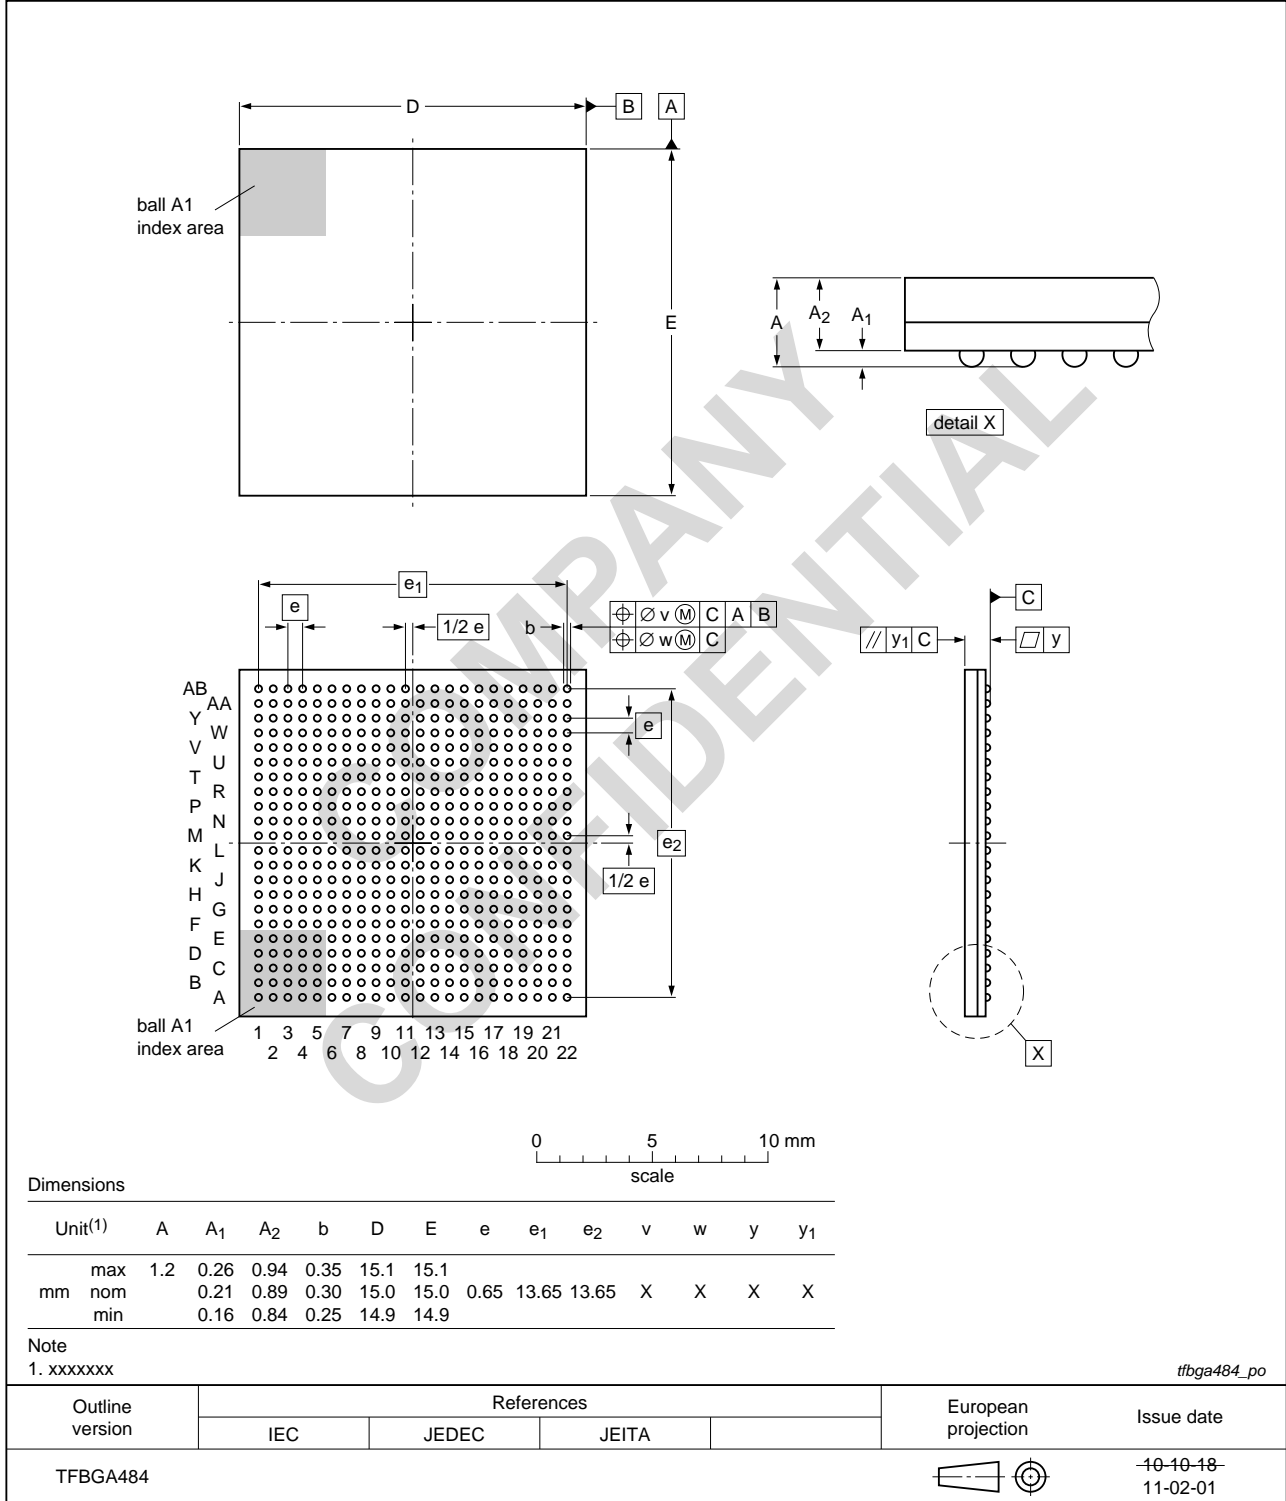 D
B
A
ball A1
index area
E
A
A2
A1
detail X
e1
e
1/2 e
b
Ø v Ⓜ C A B
Ø w Ⓜ C
C
// y1 C
y
AB
AA
Y
W
V
U
T
R
P
N
M
L
K
J
H
G
F
E
D
C
B
A
e
e2
1/2 e
ball A1
index area
1 3 5 7 9 11 13 15 17 19 21
2 4 6 8 10 12 14 16 18 20 22
X
COMPANY
CONFIDENTIAL
0 5 10 mm
scale
Dimensions
Unit(1) A A1 A2 b D E e e1 e2 v w y y1
max 1.2 0.26 0.94 0.35 15.1 15.1
mm nom 0.21 0.89 0.30 15.0 15.0 0.65 13.65 13.65 X X X X
min 0.16 0.84 0.25 14.9 14.9
Note
1. xxxxxxx
tfbga484_po
Outline version References European projection Issue date
IEC JEDEC JEITA
TFBGA484
10-10-18
11-02-01